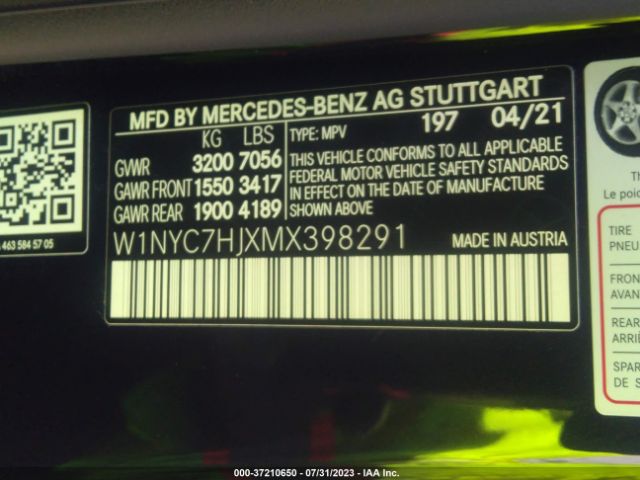 MFD BY MERCEDES-BENZ AG STUTTGART
KG LBS
TYPE: MPV 197 04/21
GVWR 3200 7056
GAWR FRONT 1550 3417
GAWR REAR 1900 4189
THIS VEHICLE CONFORMS TO ALL APPLICABLE
FEDERAL MOTOR VEHICLE SAFETY STANDARDS
IN EFFECT ON THE DATE OF MANUFACTURE
SHOWN ABOVE
W1NYC7HJXMX398291 MADE IN AUSTRIA
463 584 57 05
Th
Le poid
TIRE
PNEU
FRON
AVAN
REAR
ARRIÈ
SPAR
DE S
000-37210650 - 07/31/2023 - IAA Inc.